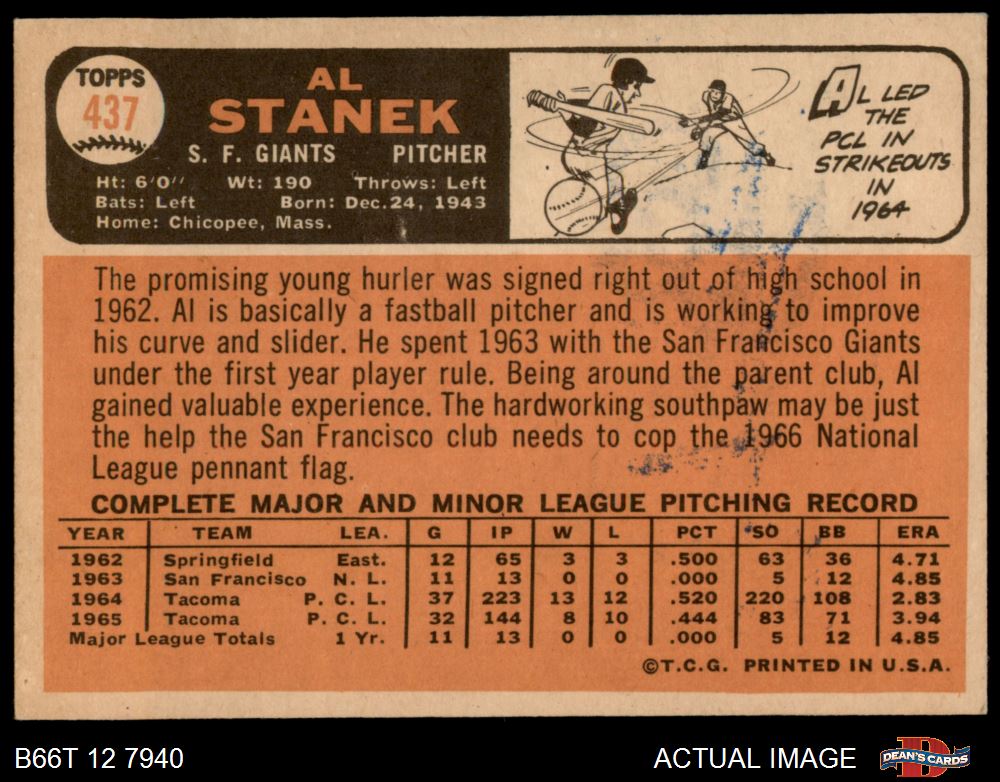 TOPPS
437
AL
STANEK
S. F. GIANTS PITCHER
Ht: 6'0" Wt: 190 Throws: Left
Bats: Left Born: Dec. 24, 1943
Home: Chicopee, Mass.
AL LED
THE
PCL IN
STRIKEOUTS
IN
1964
The promising young hurler was signed right out of high school in
1962. Al is basically a fastball pitcher and is working to improve
his curve and slider. He spent 1963 with the San Francisco Giants
under the first year player rule. Being around the parent club, Al
gained valuable experience. The hardworking southpaw may be just
the help the San Francisco club needs to cop the 1966 National
League pennant flag.
COMPLETE MAJOR AND MINOR LEAGUE PITCHING RECORD
YEAR TEAM LEA. G IP W L PCT SO BB ERA
1962 Springfield East. 12 65 3 3 .500 63 36 4.71
1963 San Francisco N. L. 11 13 0 0 .000 5 12 4.85
1964 Tacoma P. C. L. 37 223 13 12 .520 220 108 2.83
1965 Tacoma P. C. L. 32 144 8 10 .444 83 71 3.94
Major League Totals 1 Yr. 11 13 0 0 .000 5 12 4.85
©T.C.G. PRINTED IN U.S.A.
B66T 12 7940 ACTUAL IMAGE DEAN'S CARDS